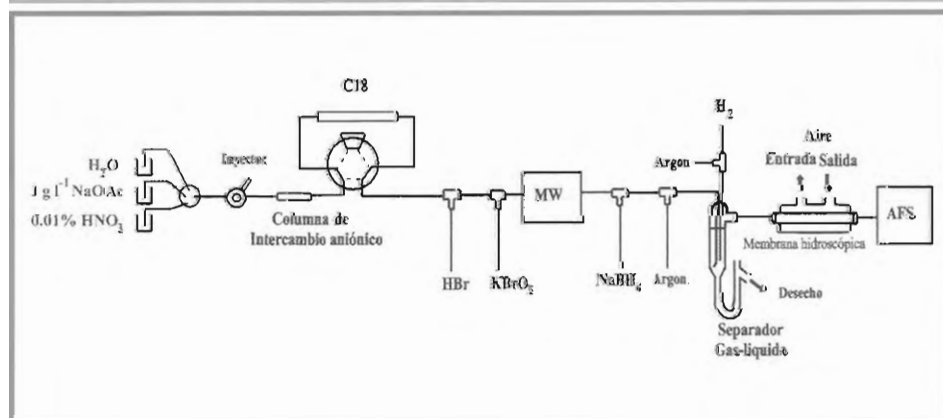 C18
H2
Aire
Entrada Salida
Argon
H2O
Inyector
1 g l-1 NaOAc
0.01% HNO3
MW
AFS
Columna de
Intercambio aniónico
Membrana hidroscópica
HBr
KBrO3
NaBH4
Argon
Desecho
Separador
Gas-liquida